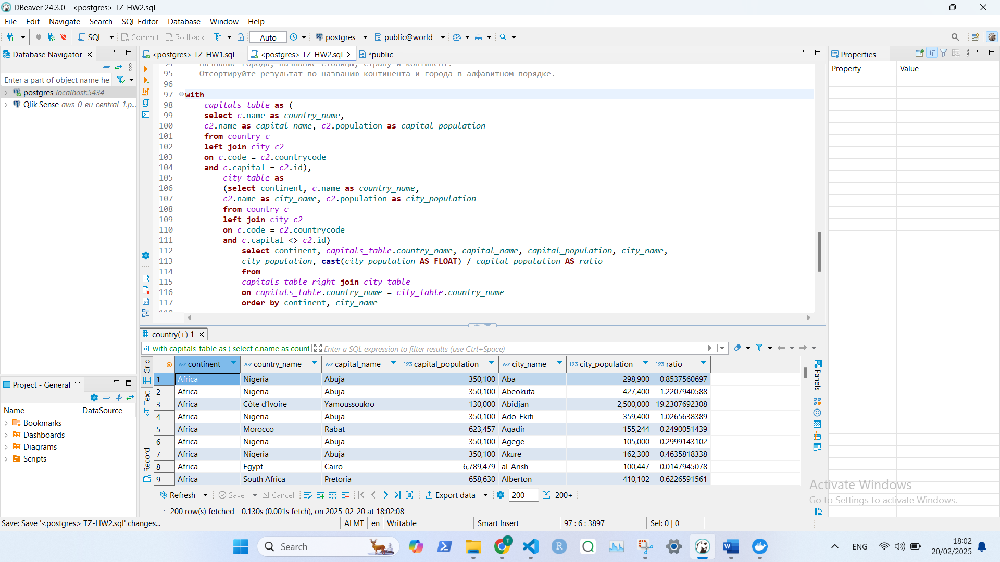 DBeaver 24.3.0 - <postgres> TZ-HW2.sql
File Edit Navigate Search SQL Editor Database Window Help
SQL Commit Rollback Auto postgres public@world
Database Navigator
<postgres> TZ-HW1.sql <postgres> TZ-HW2.sql *public
Properties
Enter a part of object name he
Property Value
postgres localhost:5434
Qlik Sense aws-0-eu-central-1.p...
название города, название столицы, страну и континент.
95 -- Отсортируйте результат по названию континента и города в алфавитном порядке.
96
97 with
98 capitals_table as (
99 select c.name as country_name,
100 c2.name as capital_name, c2.population as capital_population
101 from country c
102 left join city c2
103 on c.code = c2.countrycode
104 and c.capital = c2.id),
105 city_table as
106 (select continent, c.name as country_name,
107 c2.name as city_name, c2.population as city_population
108 from country c
109 left join city c2
110 on c.code = c2.countrycode
111 and c.capital <> c2.id)
112 select continent, capitals_table.country_name, capital_name, capital_population, city_name,
113 city_population, cast(city_population AS FLOAT) / capital_population AS ratio
114 from
115 capitals_table right join city_table
116 on capitals_table.country_name = city_table.country_name
117 order by continent, city_name
country(+) 1
with capitals_table as ( select c.name as count Enter a SQL expression to filter results (use Ctrl+Space)
Grid
Text
Record
A-Z continent A-Z country_name A-Z capital_name 123 capital_population A-Z city_name 123 city_population 123 ratio
1 Africa Nigeria Abuja 350,100 Aba 298,900 0.8537560697
2 Africa Nigeria Abuja 350,100 Abeokuta 427,400 1.2207940588
3 Africa Côte d’Ivoire Yamoussoukro 130,000 Abidjan 2,500,000 19.2307692308
4 Africa Nigeria Abuja 350,100 Ado-Ekiti 359,400 1.0265638389
5 Africa Morocco Rabat 623,457 Agadir 155,244 0.2490051439
6 Africa Nigeria Abuja 350,100 Agege 105,000 0.2999143102
7 Africa Nigeria Abuja 350,100 Akure 162,300 0.4635818338
8 Africa Egypt Cairo 6,789,479 al-Arish 100,447 0.0147945078
9 Africa South Africa Pretoria 658,630 Alberton 410,102 0.6226591561
Panels
Refresh Save Cancel Export data 200 200+
200 row(s) fetched - 0.130s (0.001s fetch), on 2025-02-20 at 18:02:08
Project - General
Name DataSource
Bookmarks
Dashboards
Diagrams
Scripts
Activate Windows
Go to Settings to activate Windows.
Save: Save '<postgres> TZ-HW2.sql' changes... ALMT en Writable Smart Insert 97 : 6 : 3897 Sel: 0 | 0
Search
ENG
18:02
20/02/2025